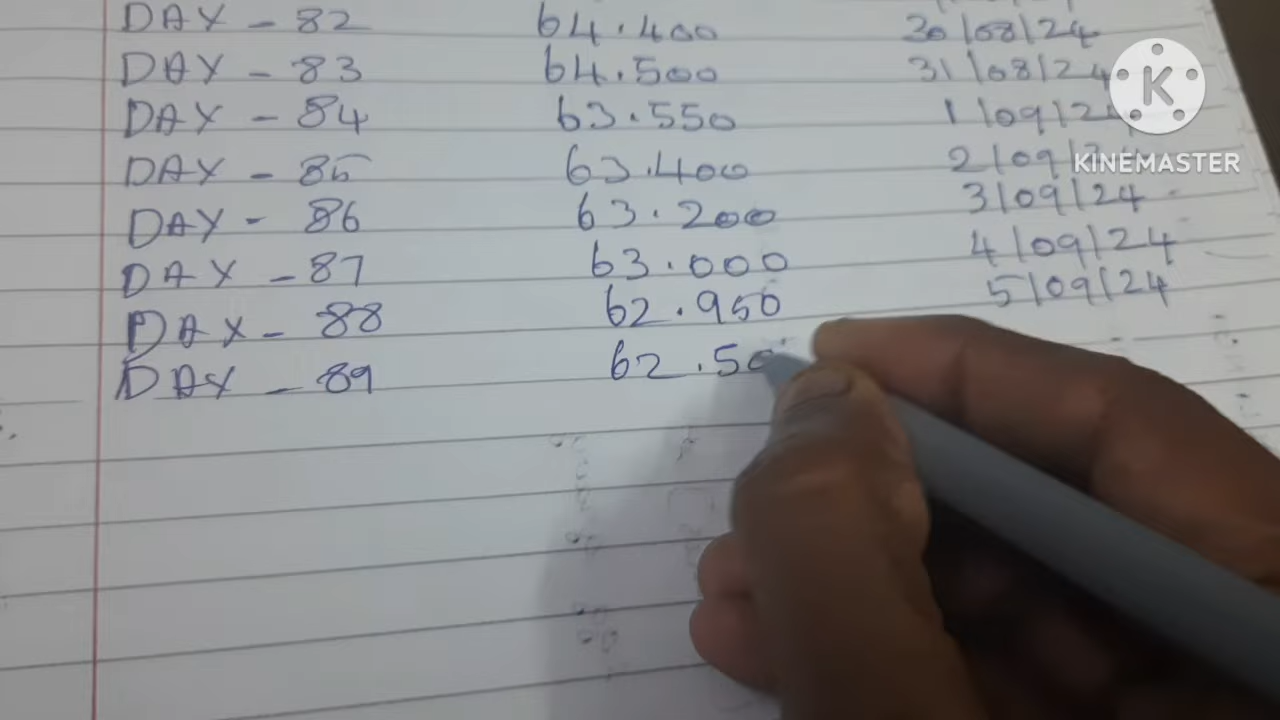 DAY - 82 64.400 30/08/24
DAY - 83 64.500 31/08/24
DAY - 84 63.550 1/09/24
DAY - 85 63.400 2/09/24
DAY - 86 63.200 3/09/24
DAY - 87 63.000 4/09/24
DAY - 88 62.950 5/09/24
DAY - 89 62.50
KINEMASTER